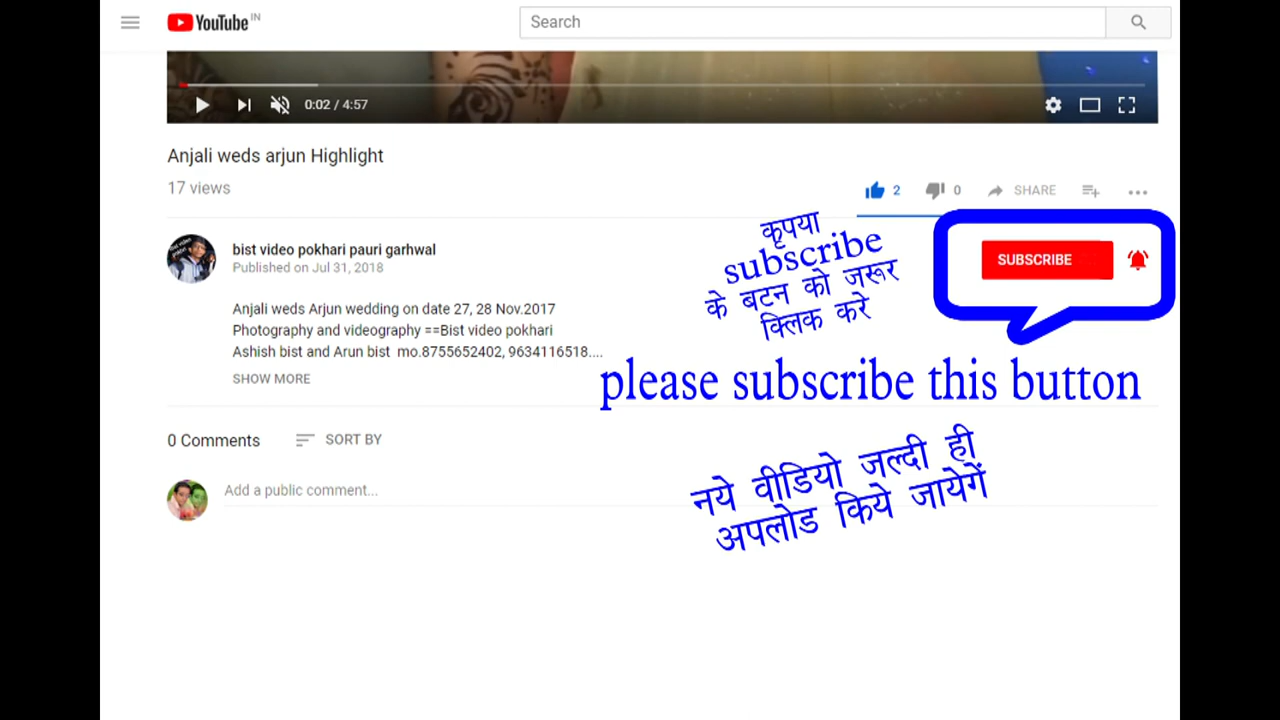 YouTube IN
Search
0:02 / 4:57
Anjali weds arjun Highlight
17 views
2
0
SHARE
bist video pokhari pauri garhwal
Published on Jul 31, 2018
SUBSCRIBE
Anjali weds Arjun wedding on date 27, 28 Nov.2017
Photography and videography ==Bist video pokhari
Ashish bist and Arun bist mo.8755652402, 9634116518....
SHOW MORE
कृपया
subscribe
के बटन को जरूर
क्लिक करे
please subscribe this button
0 Comments
SORT BY
Add a public comment...
नये वीडियो जल्दी ही
अपलोड किये जायेगें